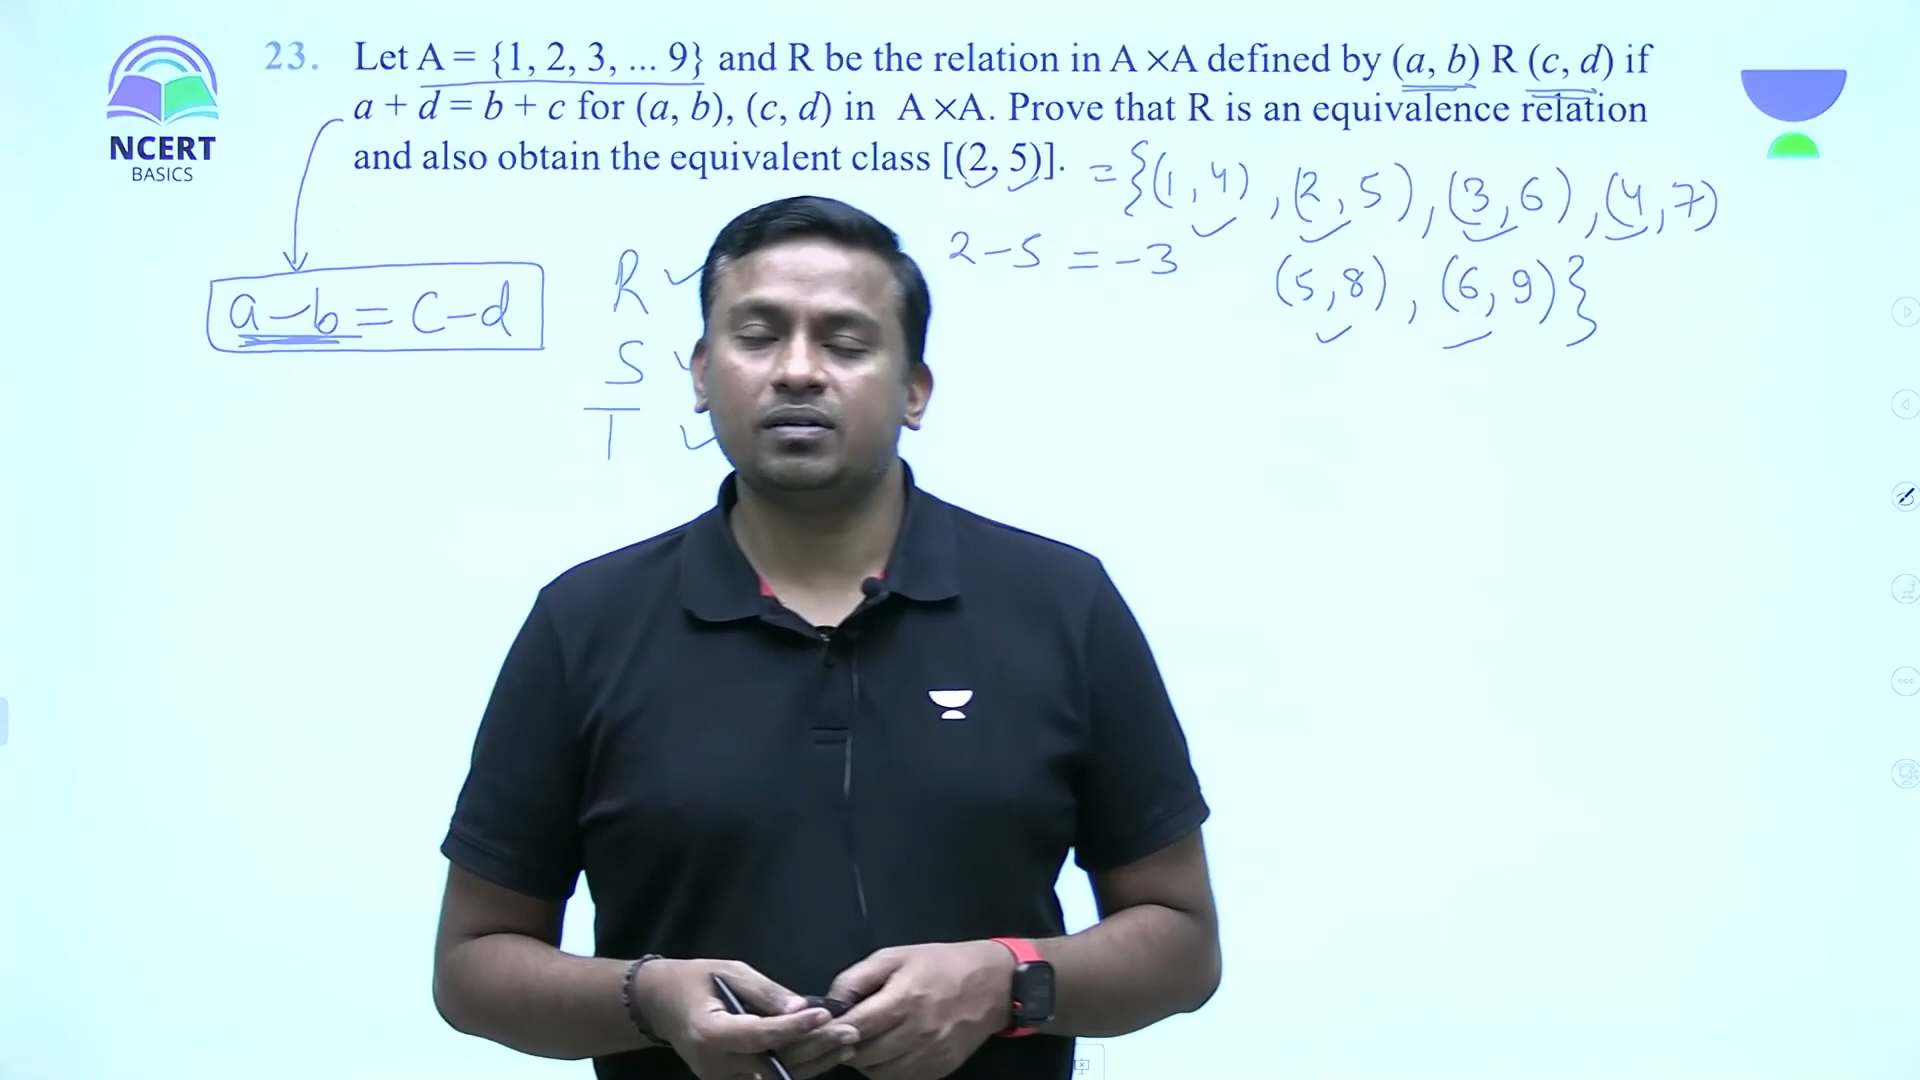 NCERT
BASICS
23. Let A = {1, 2, 3, ... 9} and R be the relation in A ×A defined by (a, b) R (c, d) if
a + d = b + c for (a, b), (c, d) in A ×A. Prove that R is an equivalence relation
and also obtain the equivalent class [(2, 5)]. = {(1,4), (2,5), (3,6), (4,7)
(5,8), (6,9)}
2-5 = -3
a-b = c-d
R ✓
S ✓
T ✓